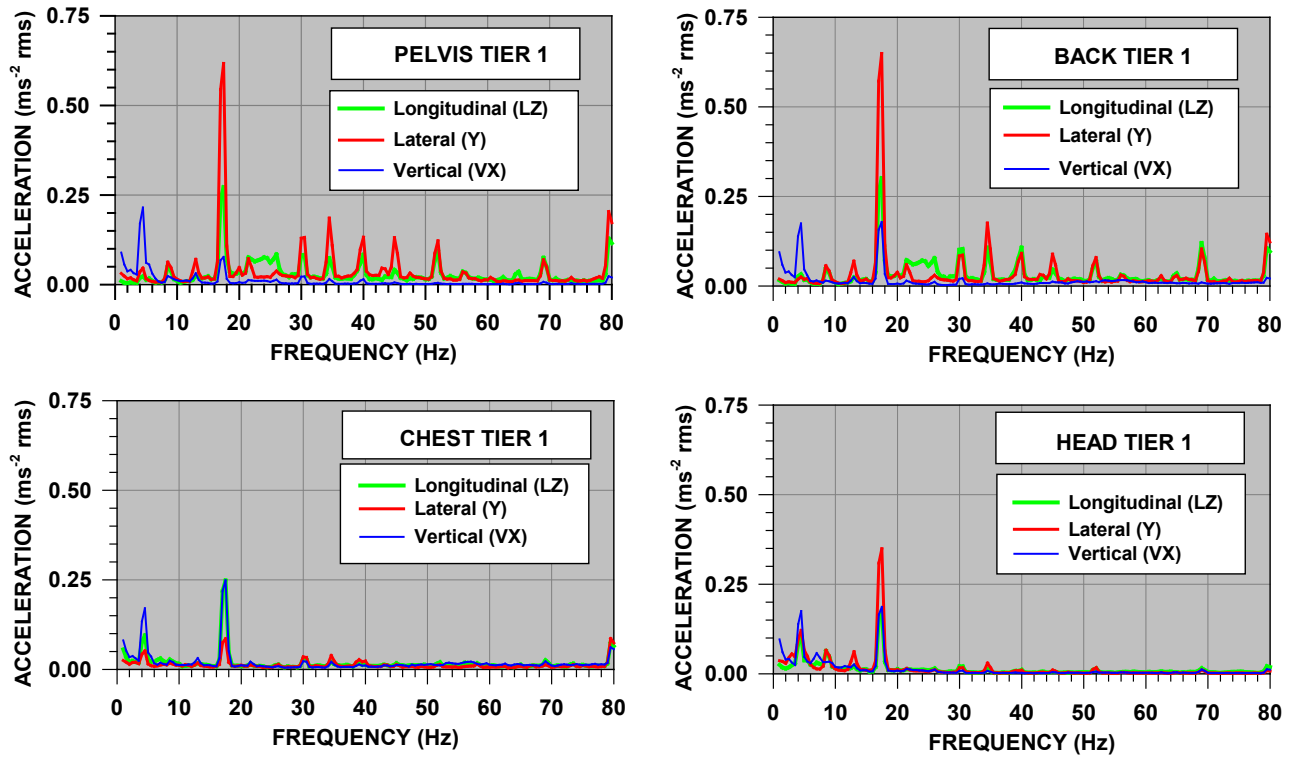 PELVIS TIER 1
Longitudinal (LZ)
Lateral (Y)
Vertical (VX)
ACCELERATION (ms-2 rms)
0.75
0.50
0.25
0.00
0 10 20 30 40 50 60 70 80
FREQUENCY (Hz)
BACK TIER 1
Longitudinal (LZ)
Lateral (Y)
Vertical (VX)
ACCELERATION (ms-2 rms)
0.75
0.50
0.25
0.00
0 10 20 30 40 50 60 70 80
FREQUENCY (Hz)
CHEST TIER 1
Longitudinal (LZ)
Lateral (Y)
Vertical (VX)
ACCELERATION (ms-2 rms)
0.75
0.50
0.25
0.00
0 10 20 30 40 50 60 70 80
FREQUENCY (Hz)
HEAD TIER 1
Longitudinal (LZ)
Lateral (Y)
Vertical (VX)
ACCELERATION (ms-2 rms)
0.75
0.50
0.25
0.00
0 10 20 30 40 50 60 70 80
FREQUENCY (Hz)